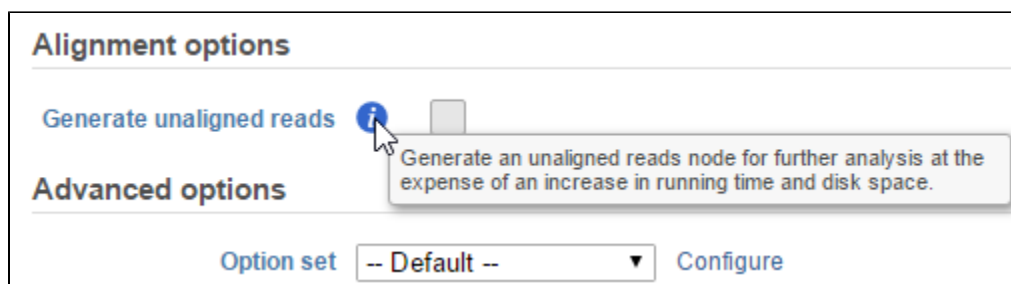 Alignment options
Generate unaligned reads i
Generate an unaligned reads node for further analysis at the
expense of an increase in running time and disk space.
Advanced options
Option set -- Default -- Configure